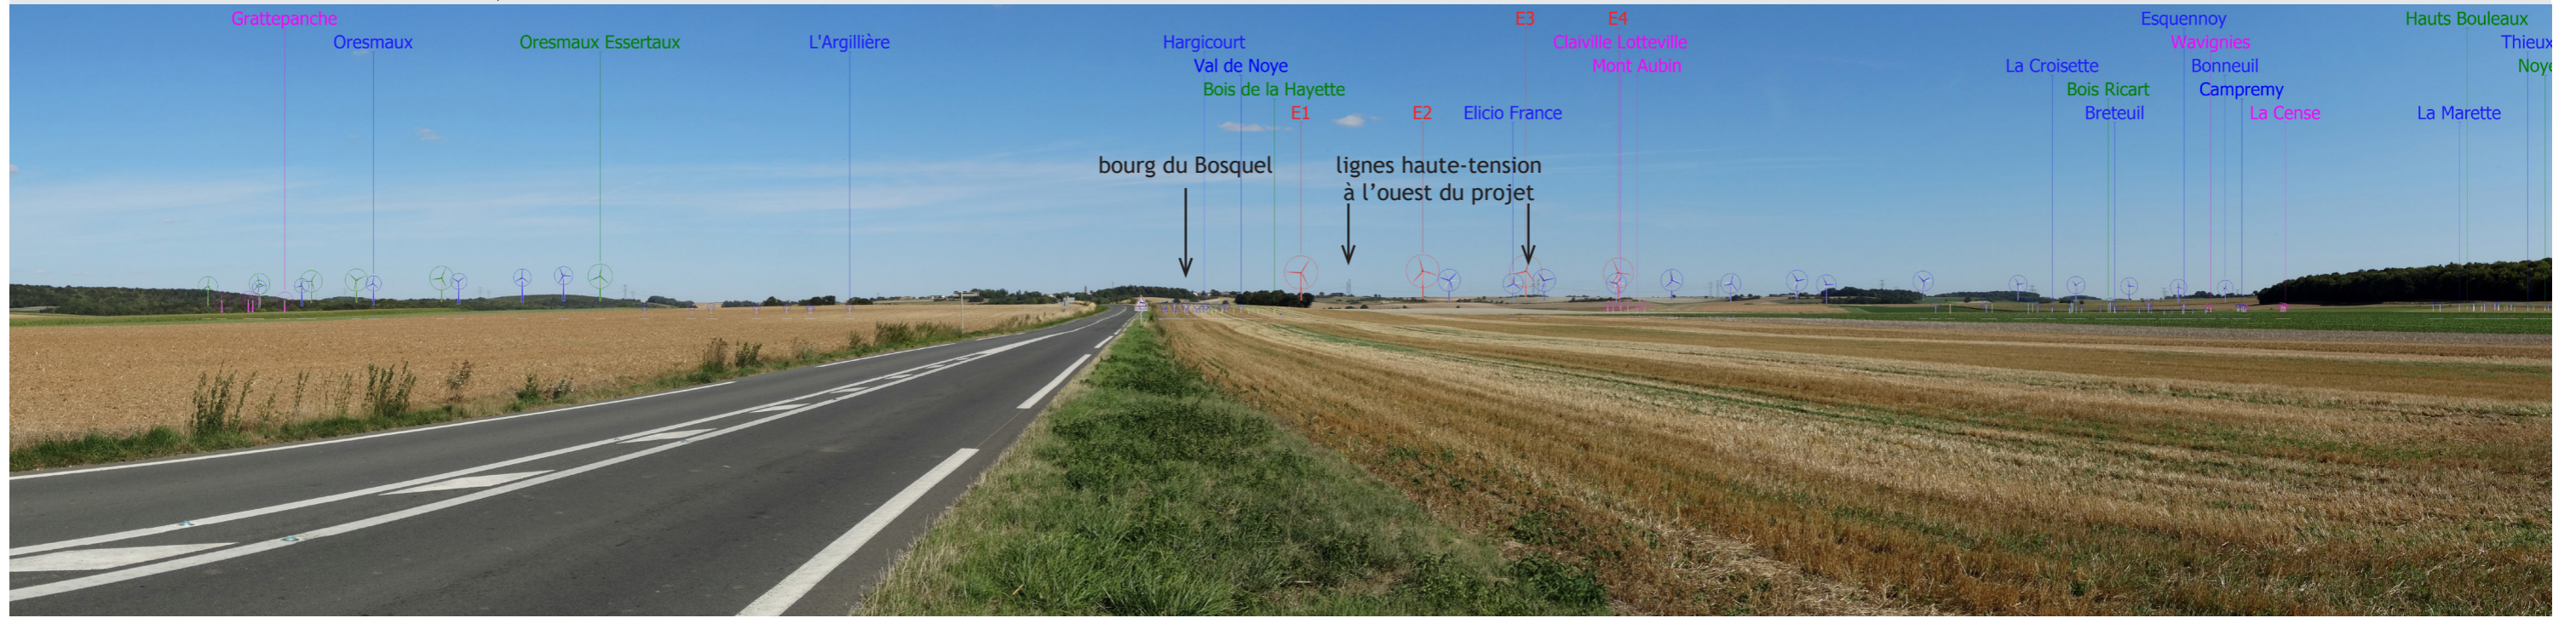 Grattepanche
E3
E4
Esquennoy
Hauts Bouleaux
Oresmaux
Oresmaux Essertaux
L'Argillière
Hargicourt
Claiville Lotteville
Wavignies
Thieux
Val de Noye
Mont Aubin
La Croisette
Bonneuil
Noye
Bois de la Hayette
Bois Ricart
Campremy
E1
E2
Elicio France
Breteuil
La Cense
La Marette
bourg du Bosquel
lignes haute-tension
à l'ouest du projet